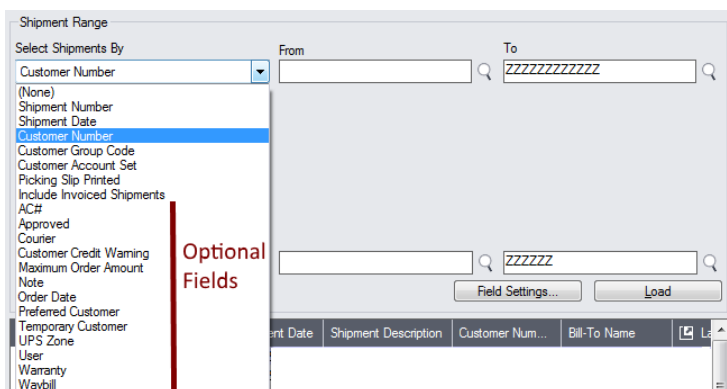 Shipment Range
Select Shipments By From To
Customer Number ZZZZZZZZZZZZ
(None)
Shipment Number
Shipment Date
Customer Number
Customer Group Code
Customer Account Set
Picking Slip Printed
Include Invoiced Shipments
AC#
Approved
Courier
Customer Credit Warning
Maximum Order Amount
Note
Order Date
Preferred Customer
Temporary Customer
UPS Zone
User
Warranty
Waybill
Optional
Fields
ZZZZZZ
Field Settings... Load
ent Date Shipment Description Customer Num... Bill-To Name La